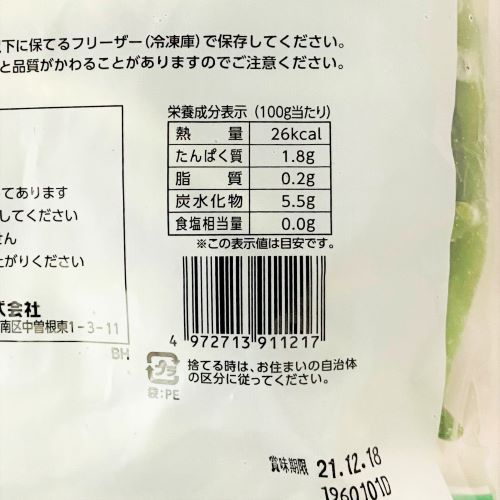 下に保てるフリーザー(冷凍庫)で保存してください。
と品質がかわることがありますのでご注意ください。
栄養成分表示 (100g当たり)
熱量 26kcal
たんぱく質 1.8g
脂質 0.2g
炭水化物 5.5g
食塩相当量 0.0g
※この表示値は目安です。
てあります
してください
せん
上がりください
式会社
南区中曽根東1-3-11
BH
4 972713 911217
プラ
袋:PE
捨てる時は、お住まいの自治体
の区分に従ってください。
賞味期限 21.12.18
1960101D